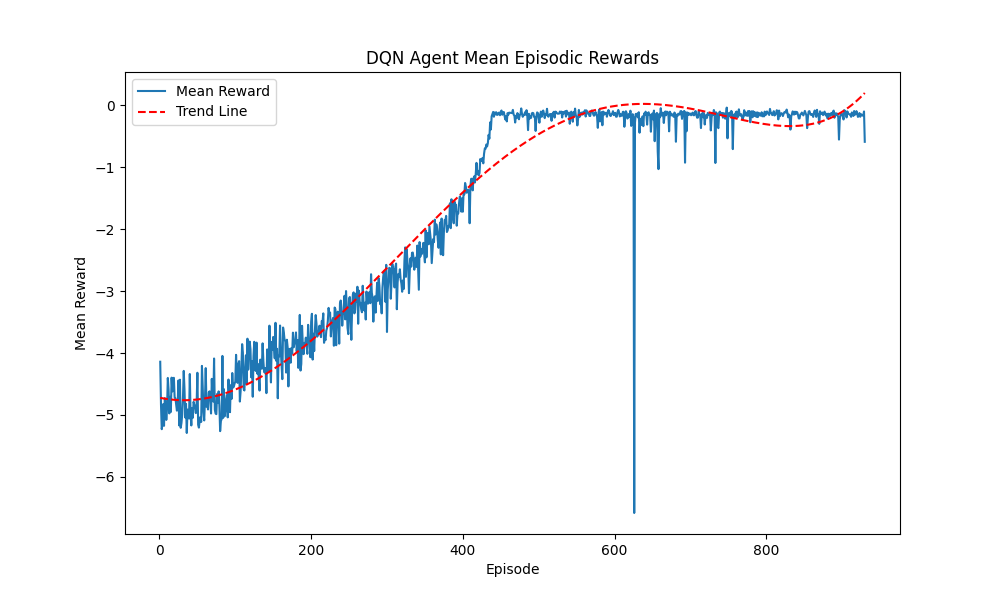 DQN Agent Mean Episodic Rewards
Mean Reward
Trend Line
0
−1
−2
−3
−4
−5
−6
Mean Reward
0 200 400 600 800
Episode